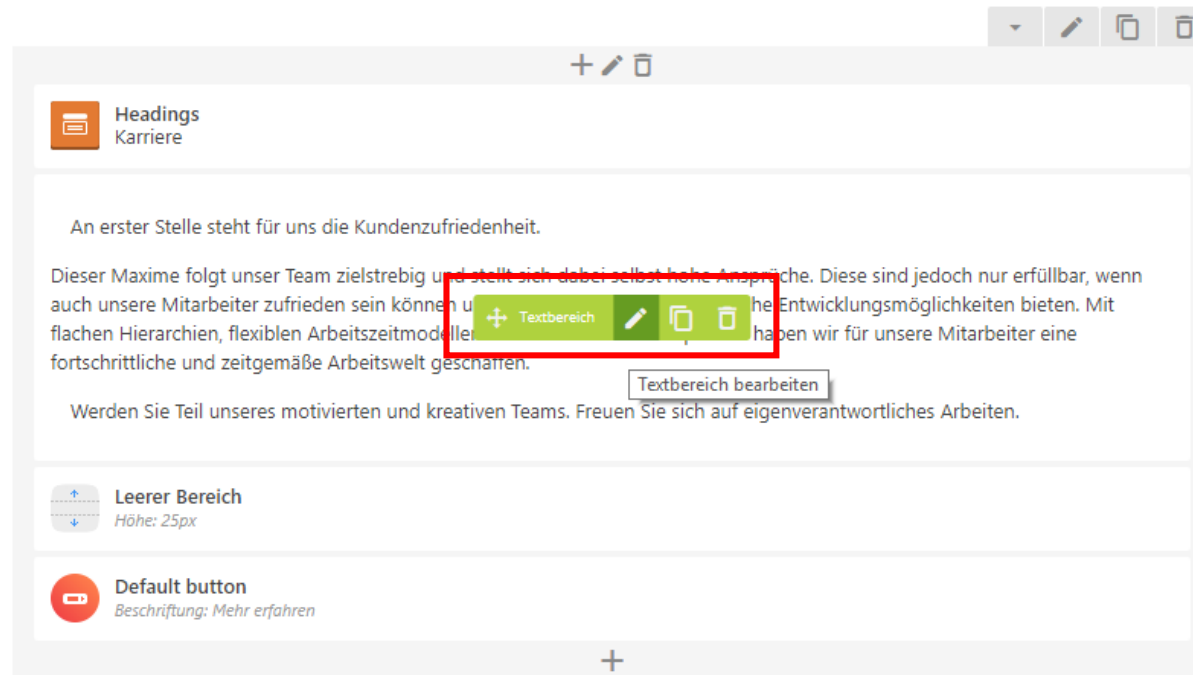 Headings
Karriere
An erster Stelle steht für uns die Kundenzufriedenheit.
Dieser Maxime folgt unser Team zielstrebig und stellt sich dabei selbst hohe Ansprüche. Diese sind jedoch nur erfüllbar, wenn
auch unsere Mitarbeiter zufrieden sein können Entwicklungsmöglichkeiten bieten. Mit
Textbereich
flachen Hierarchien, flexiblen haben wir für unsere Mitarbeiter eine
fortschrittliche und zeitgemäße Arbeitswelt geschaffen.
Textbereich bearbeiten
Werden Sie Teil unseres motivierten und kreativen Teams. Freuen Sie sich auf eigenverantwortliches Arbeiten.
Leerer Bereich
Höhe: 25px
Default button
Beschriftung: Mehr erfahren